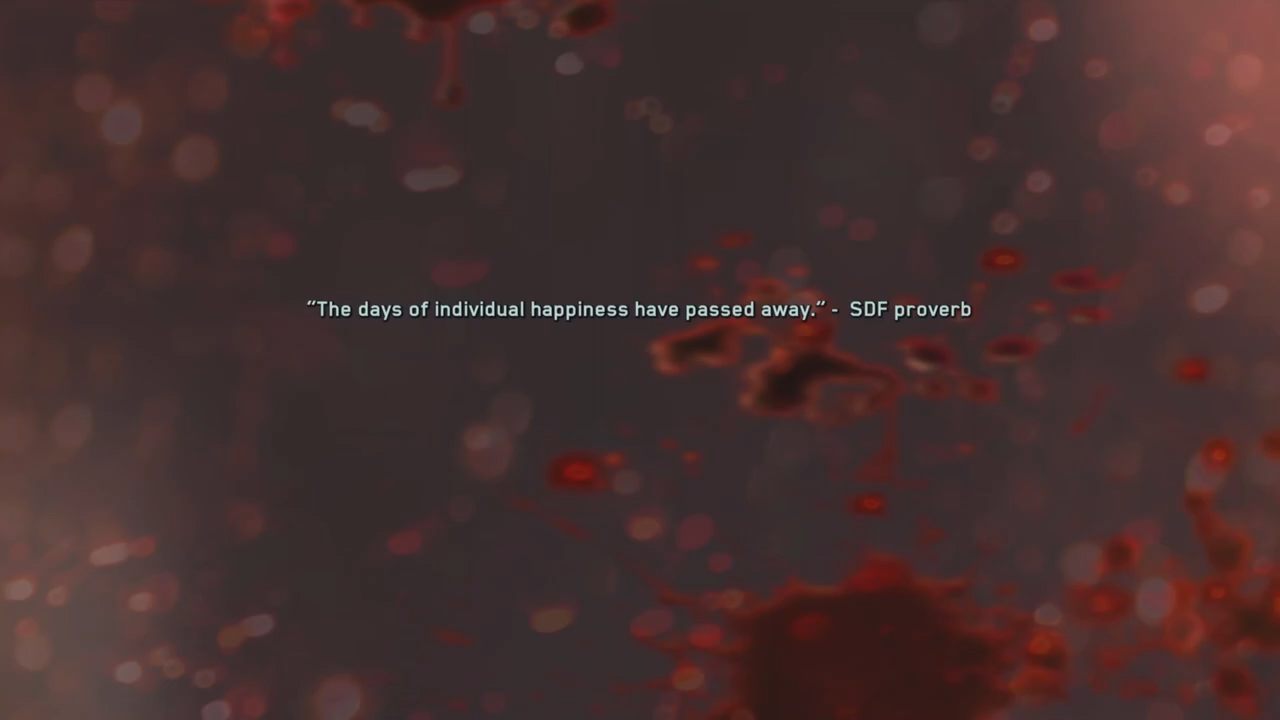 “The days of individual happiness have passed away.” - SDF proverb